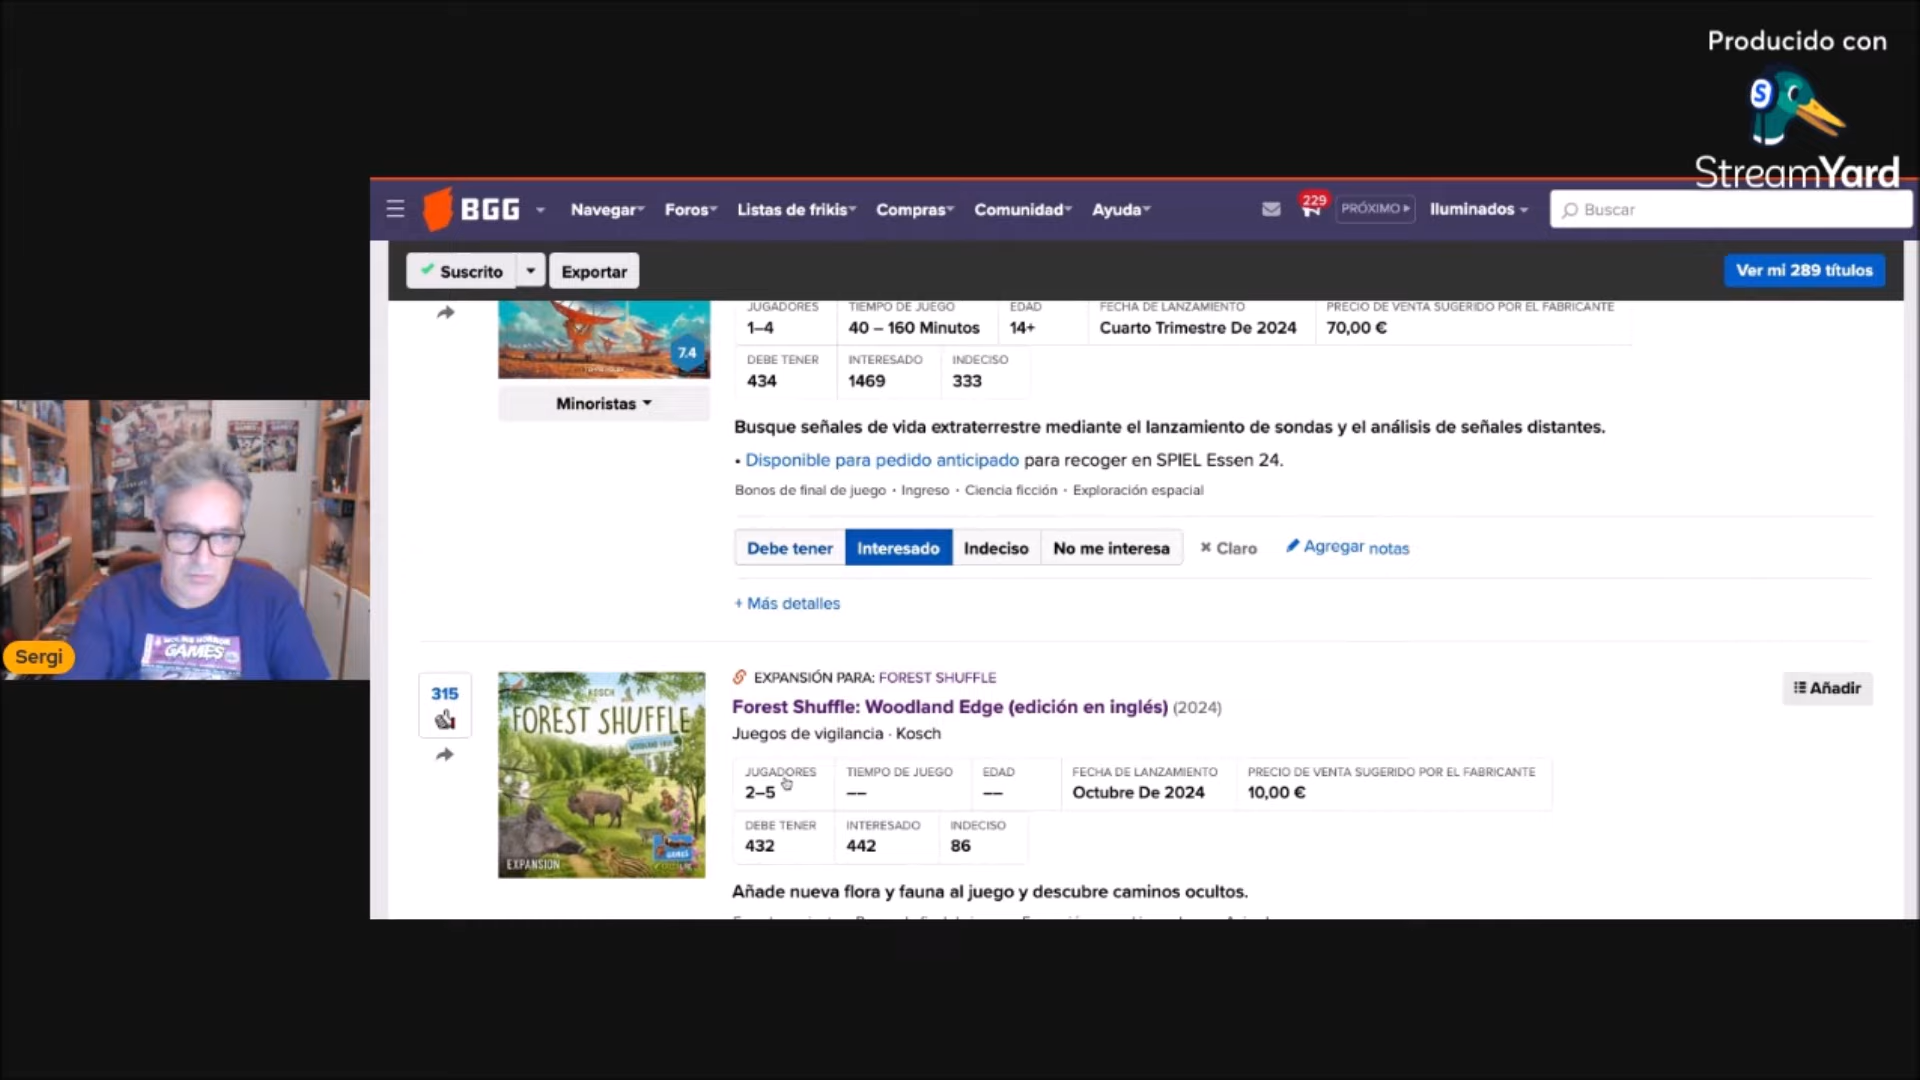 Producido con
StreamYard
BGG
Navegar
Foros
Listas de frikis
Compras
Comunidad
Ayuda
229
PRÓXIMO
Iluminados
Buscar
Suscrito
Exportar
Ver mi 289 títulos
JUGADORES
TIEMPO DE JUEGO
EDAD
FECHA DE LANZAMIENTO
PRECIO DE VENTA SUGERIDO POR EL FABRICANTE
1–4
40 – 160 Minutos
14+
Cuarto Trimestre De 2024
70,00 €
7.4
DEBE TENER
INTERESADO
INDECISO
434
1469
333
Minoristas
Busque señales de vida extraterrestre mediante el lanzamiento de sondas y el análisis de señales distantes.
• Disponible para pedido anticipado para recoger en SPIEL Essen 24.
Bonos de final de juego • Ingreso • Ciencia ficción • Exploración espacial
Debe tener
Interesado
Indeciso
No me interesa
Claro
Agregar notas
+ Más detalles
GAMES
Sergi
315
KOSCH
FOREST SHUFFLE
EXPANSION
EXPANSIÓN PARA: FOREST SHUFFLE
Añadir
Forest Shuffle: Woodland Edge (edición en inglés) (2024)
Juegos de vigilancia · Kosch
JUGADORES
TIEMPO DE JUEGO
EDAD
FECHA DE LANZAMIENTO
PRECIO DE VENTA SUGERIDO POR EL FABRICANTE
2–5
—
—
Octubre De 2024
10,00 €
DEBE TENER
INTERESADO
INDECISO
432
442
86
Añade nueva flora y fauna al juego y descubre caminos ocultos.